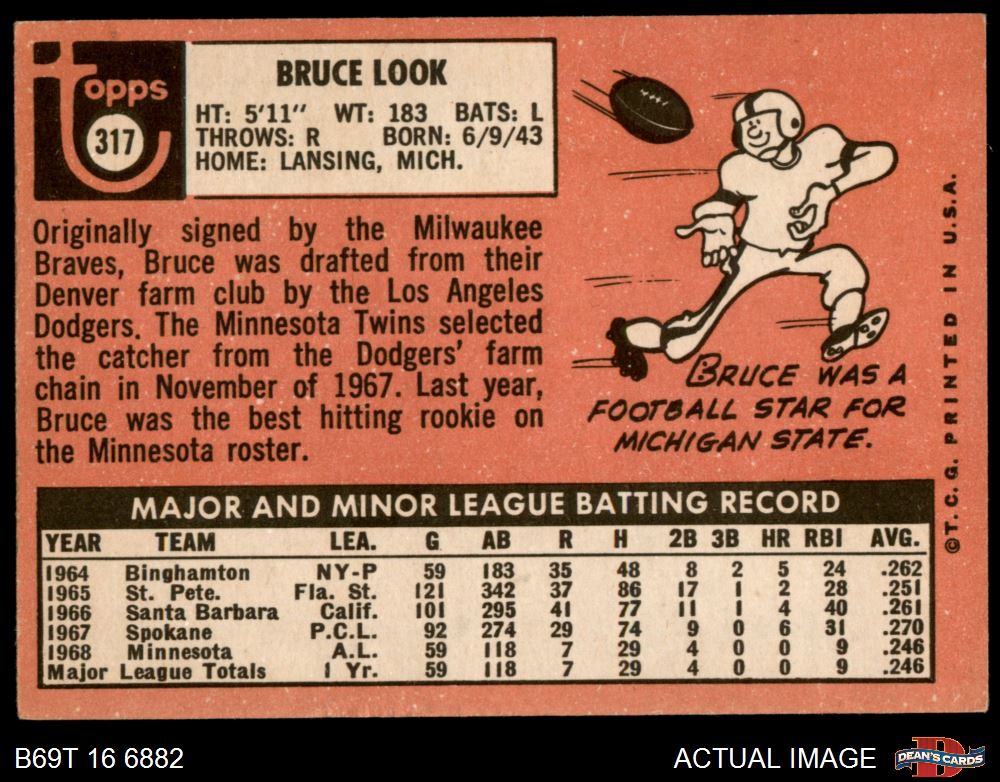 Topps
317
BRUCE LOOK
HT: 5'11" WT: 183 BATS: L
THROWS: R BORN: 6/9/43
HOME: LANSING, MICH.
Originally signed by the Milwaukee
Braves, Bruce was drafted from their
Denver farm club by the Los Angeles
Dodgers. The Minnesota Twins selected
the catcher from the Dodgers' farm
chain in November of 1967. Last year,
Bruce was the best hitting rookie on
the Minnesota roster.
BRUCE WAS A
FOOTBALL STAR FOR
MICHIGAN STATE.
©T.C.G. PRINTED IN U.S.A.
MAJOR AND MINOR LEAGUE BATTING RECORD
YEAR TEAM LEA. G AB R H 2B 3B HR RBI AVG.
1964 Binghamton NY-P 59 183 35 48 8 2 5 24 .262
1965 St. Pete. Fla. St. 121 342 37 86 17 1 2 28 .251
1966 Santa Barbara Calif. 101 295 41 77 11 1 4 40 .261
1967 Spokane P.C.L. 92 274 29 74 9 0 6 31 .270
1968 Minnesota A.L. 59 118 7 29 4 0 0 9 .246
Major League Totals 1 Yr. 59 118 7 29 4 0 0 9 .246
B69T 16 6882
ACTUAL IMAGE
D
DEAN'S CARDS